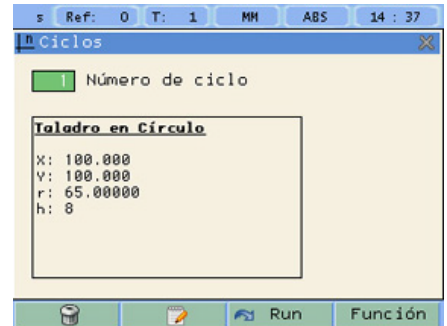 s Ref: 0 T: 1 MM ABS 14 : 37
Ciclos
1 Número de ciclo
Taladro en Círculo
X: 100.000
Y: 100.000
r: 65.00000
h: 8
Run Función